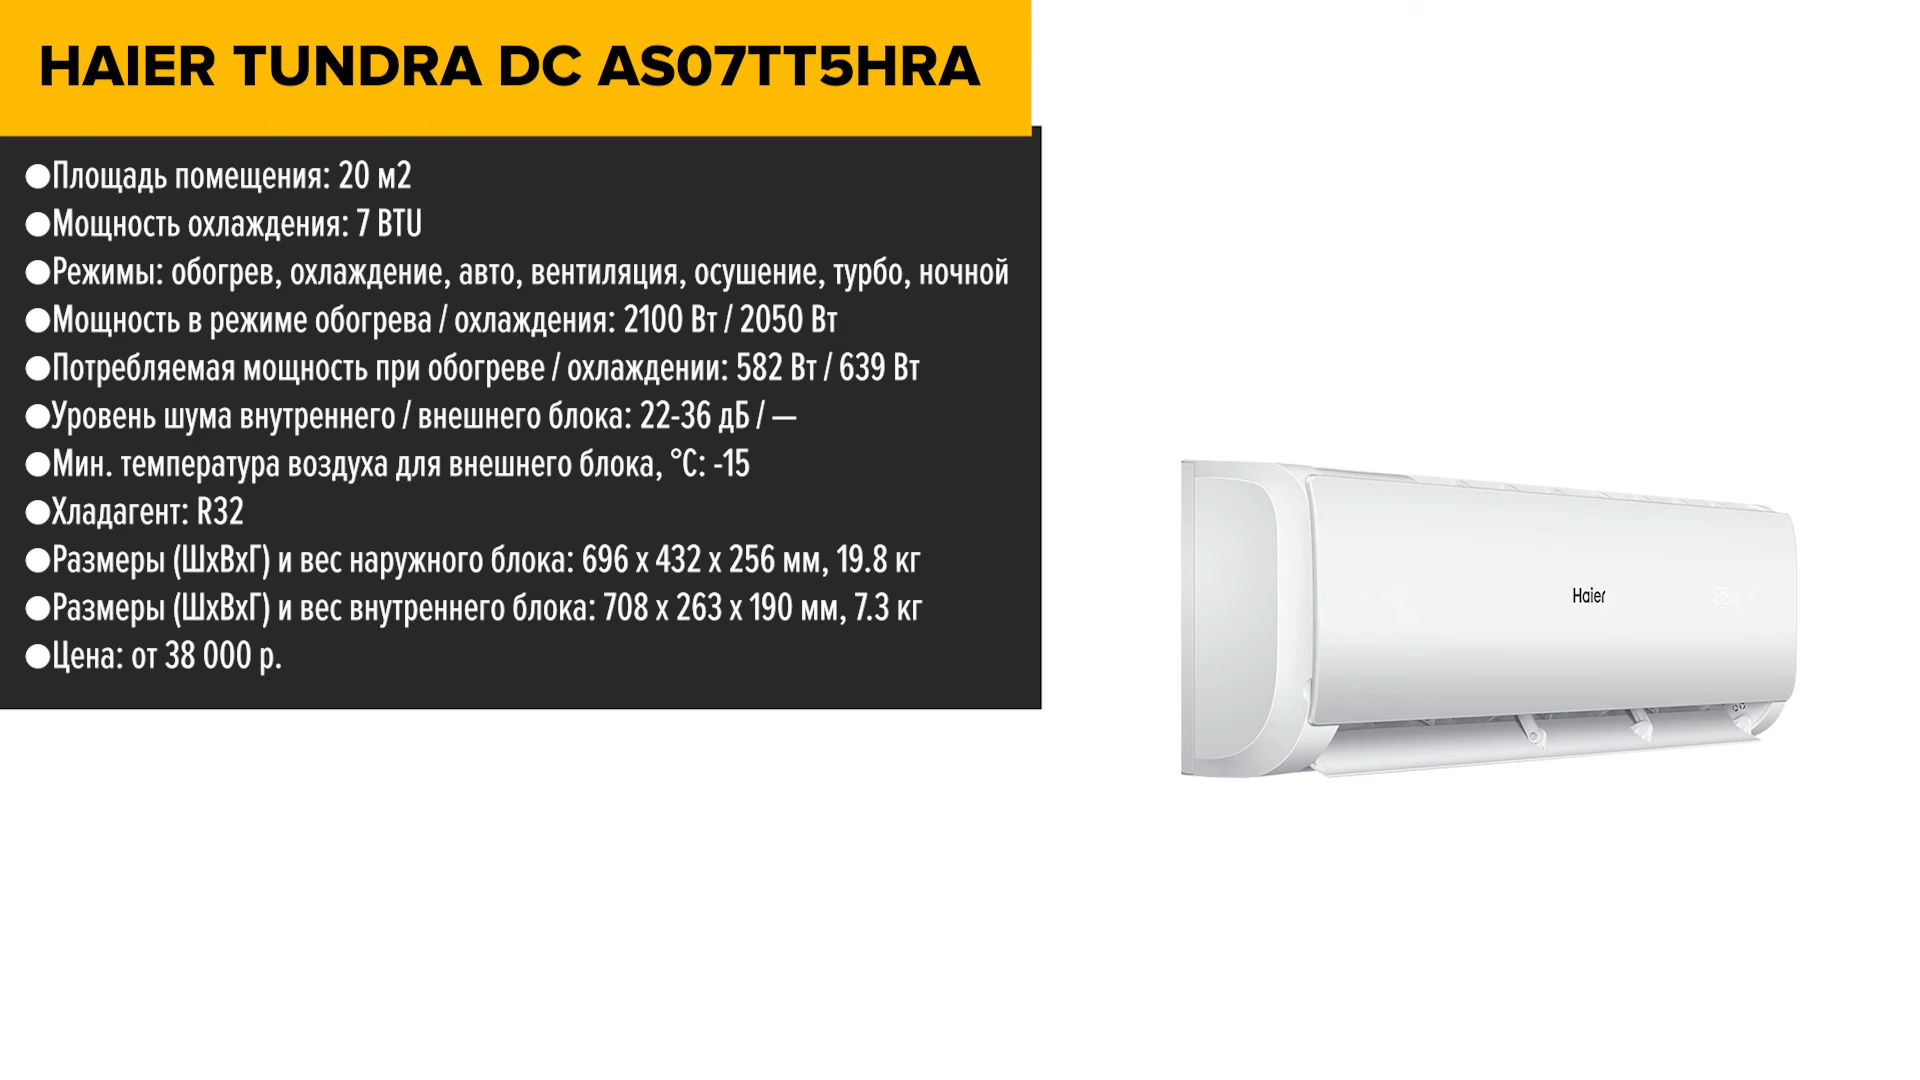 HAIER TUNDRA DC AS07TT5HRA
●Площадь помещения: 20 м2
●Мощность охлаждения: 7 BTU
●Режимы: обогрев, охлаждение, авто, вентиляция, осушение, турбо, ночной
●Мощность в режиме обогрева / охлаждения: 2100 Вт / 2050 Вт
●Потребляемая мощность при обогреве / охлаждении: 582 Вт / 639 Вт
●Уровень шума внутреннего / внешнего блока: 22-36 дБ / —
●Мин. температура воздуха для внешнего блока, °С: -15
●Хладагент: R32
●Размеры (ШхВхГ) и вес наружного блока: 696 x 432 x 256 мм, 19.8 кг
●Размеры (ШхВхГ) и вес внутреннего блока: 708 x 263 x 190 мм, 7.3 кг
●Цена: от 38 000 р.
Haier